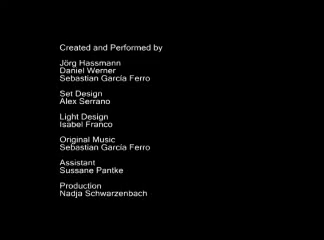 Created and Performed by
Jörg Hassmann
Daniel Werner
Sebastian García Ferro
Set Design
Alex Serrano
Light Design
Isabel Franco
Original Music
Sebastian García Ferro
Assistant
Sussane Pantke
Production
Nadja Schwarzenbach